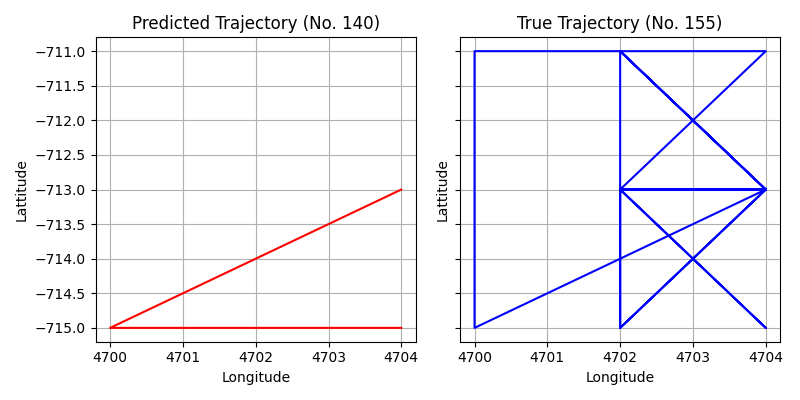 Predicted Trajectory (No. 140)
True Trajectory (No. 155)
−711.0
−711.5
−712.0
−712.5
−713.0
−713.5
−714.0
−714.5
−715.0
Lattitude
Lattitude
4700 4701 4702 4703 4704
4700 4701 4702 4703 4704
Longitude
Longitude